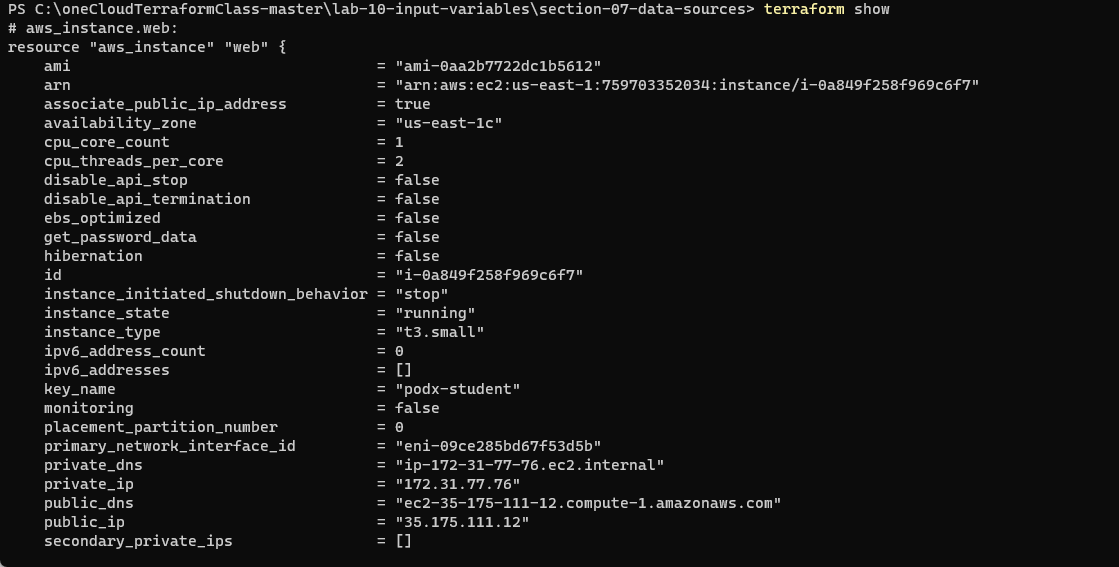 PS C:\oneCloudTerraformClass-master\lab-10-input-variables\section-07-data-sources> terraform show
# aws_instance.web:
resource "aws_instance" "web" {
    ami                                  = "ami-0aa2b7722dc1b5612"
    arn                                  = "arn:aws:ec2:us-east-1:759703352034:instance/i-0a849f258f969c6f7"
    associate_public_ip_address          = true
    availability_zone                    = "us-east-1c"
    cpu_core_count                       = 1
    cpu_threads_per_core                 = 2
    disable_api_stop                     = false
    disable_api_termination              = false
    ebs_optimized                        = false
    get_password_data                    = false
    hibernation                          = false
    id                                   = "i-0a849f258f969c6f7"
    instance_initiated_shutdown_behavior = "stop"
    instance_state                       = "running"
    instance_type                        = "t3.small"
    ipv6_address_count                   = 0
    ipv6_addresses                       = []
    key_name                             = "podx-student"
    monitoring                           = false
    placement_partition_number           = 0
    primary_network_interface_id         = "eni-09ce285bd67f53d5b"
    private_dns                          = "ip-172-31-77-76.ec2.internal"
    private_ip                           = "172.31.77.76"
    public_dns                           = "ec2-35-175-111-12.compute-1.amazonaws.com"
    public_ip                            = "35.175.111.12"
    secondary_private_ips                = []